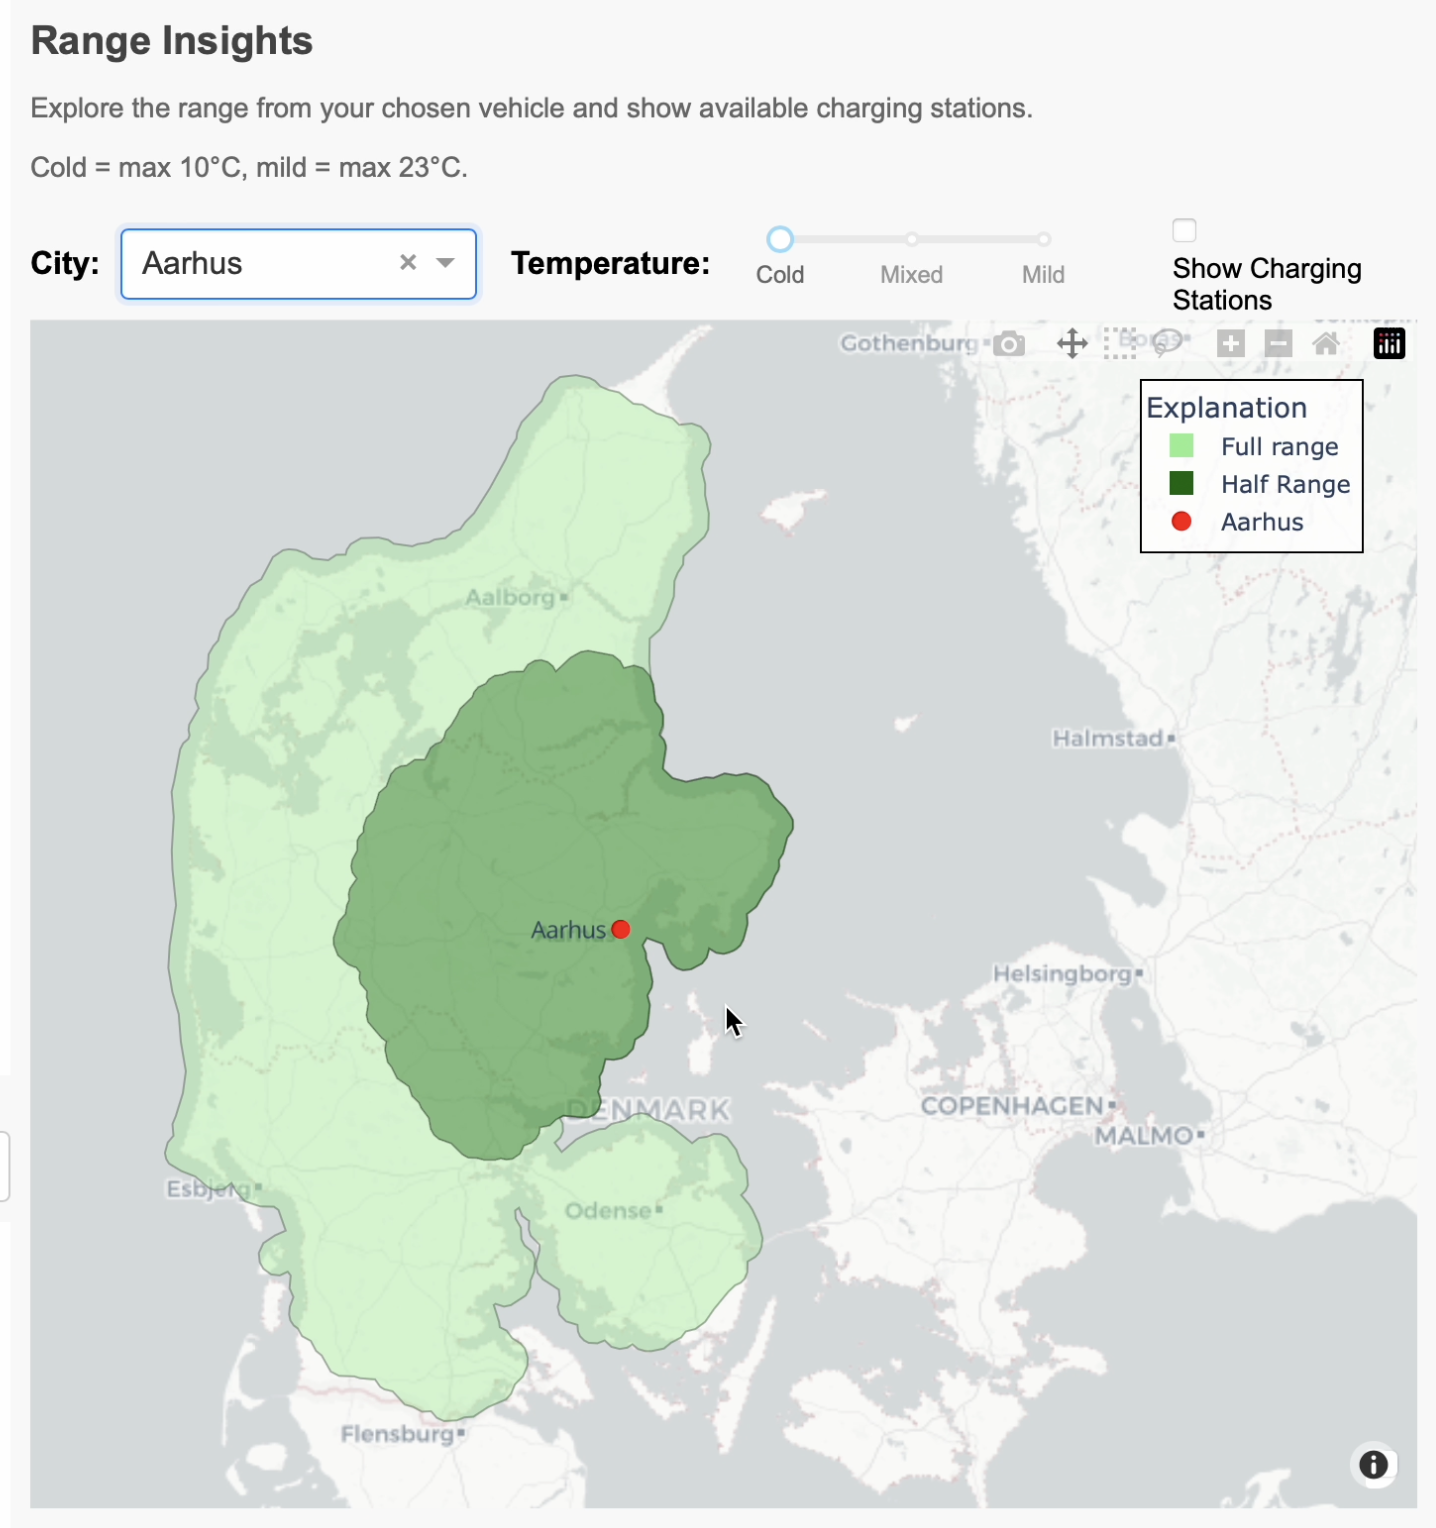 Range Insights
Explore the range from your chosen vehicle and show available charging stations.
Cold = max 10°C, mild = max 23°C.
City:
Aarhus
Temperature:
Cold
Mixed
Mild
Show Charging
Stations
Gothenburg
Borås
Explanation
Full range
Half Range
Aarhus
Aalborg
Halmstad
Aarhus
Helsingborg
DENMARK
COPENHAGEN
MALMO
Esbjerg
Odense
Flensburg